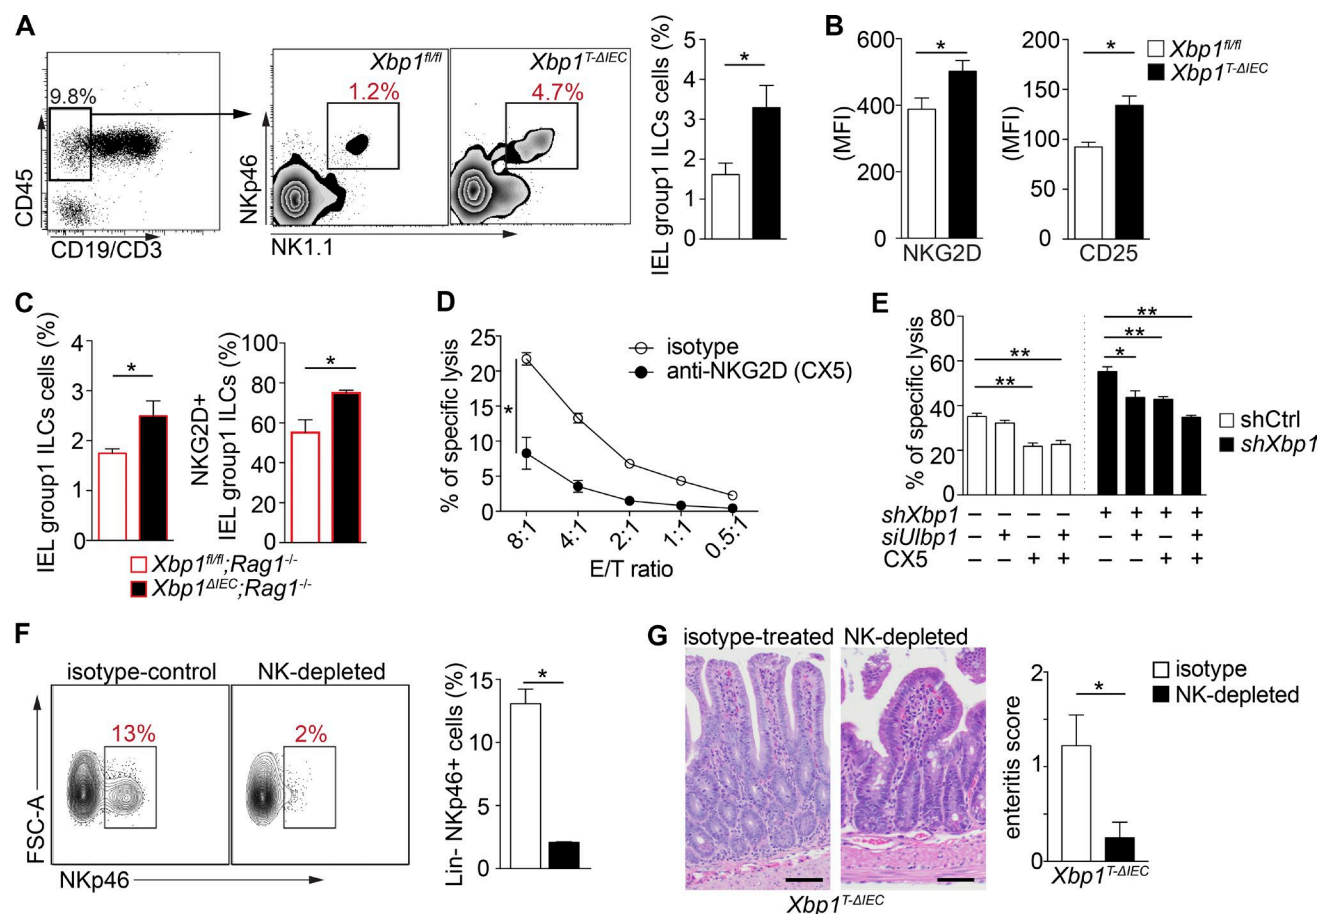 A
CD45
CD19/CD3
9.8%
NKp46
NK1.1
Xbp1fl/fl
1.2%
Xbp1T-ΔIEC
4.7%
IEL group1 ILCs cells (%)
5
4
3
2
1
0
*
B
(MFI)
600
400
200
0
*
NKG2D
(MFI)
200
150
100
50
0
*
CD25
Xbp1fl/fl
Xbp1T-ΔIEC
C
IEL group1 ILCs cells (%)
4
3
2
1
0
*
NKG2D+
IEL group1 ILCs (%)
100
80
60
40
20
0
*
Xbp1fl/fl;Rag1-/-
Xbp1ΔIEC;Rag1-/-
D
% of specific lysis
25
20
15
10
5
0
*
isotype
anti-NKG2D (CX5)
8:1 4:1 2:1 1:1 0.5:1
E/T ratio
E
% of specific lysis
80
60
40
20
0
**
**
**
**
*
shCtrl
shXbp1
shXbp1 – – – – + + + +
siUlbp1 – + – – – + – +
CX5 – – + + – – + +
F
isotype-control
NK-depleted
13%
2%
FSC-A
NKp46
Lin- NKp46+ cells (%)
15
10
5
0
*
G
isotype-treated NK-depleted
Xbp1T-ΔIEC
enteritis score
2
1
0
*
Xbp1T-ΔIEC
isotype
NK-depleted